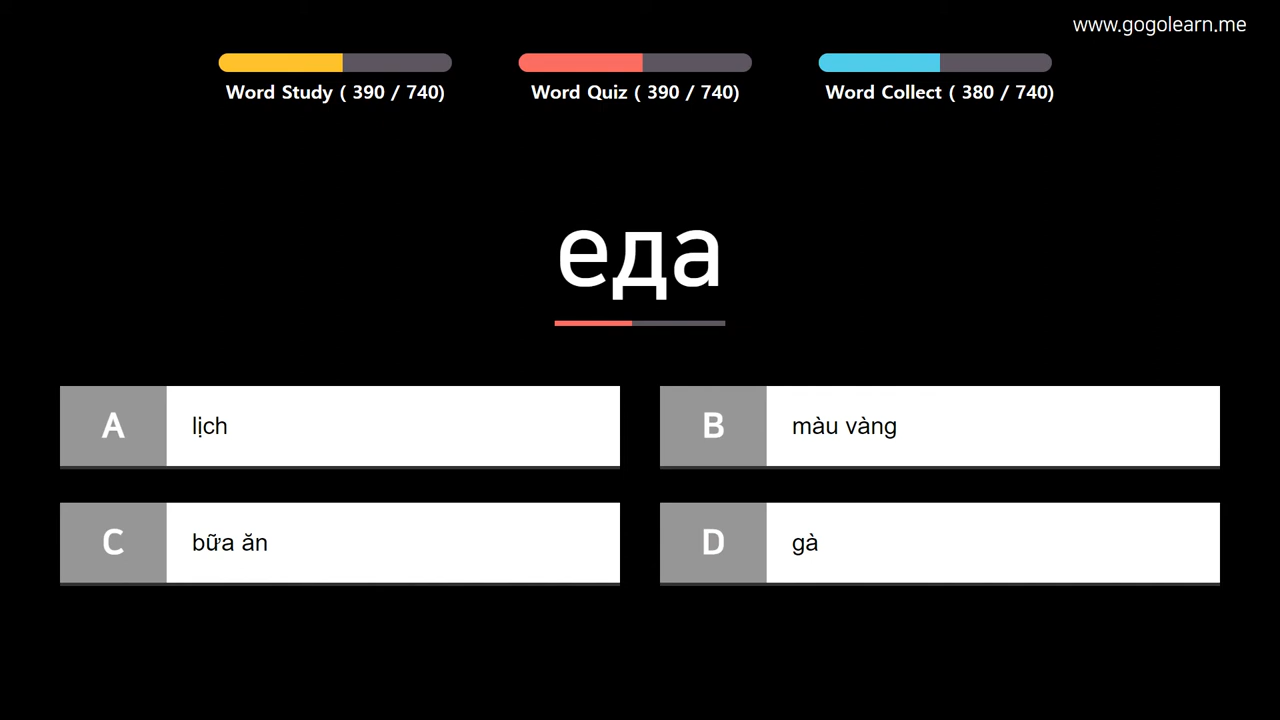 www.gogolearn.me
Word Study ( 390 / 740)
Word Quiz ( 390 / 740)
Word Collect ( 380 / 740)
еда
A lịch
B màu vàng
C bữa ăn
D gà